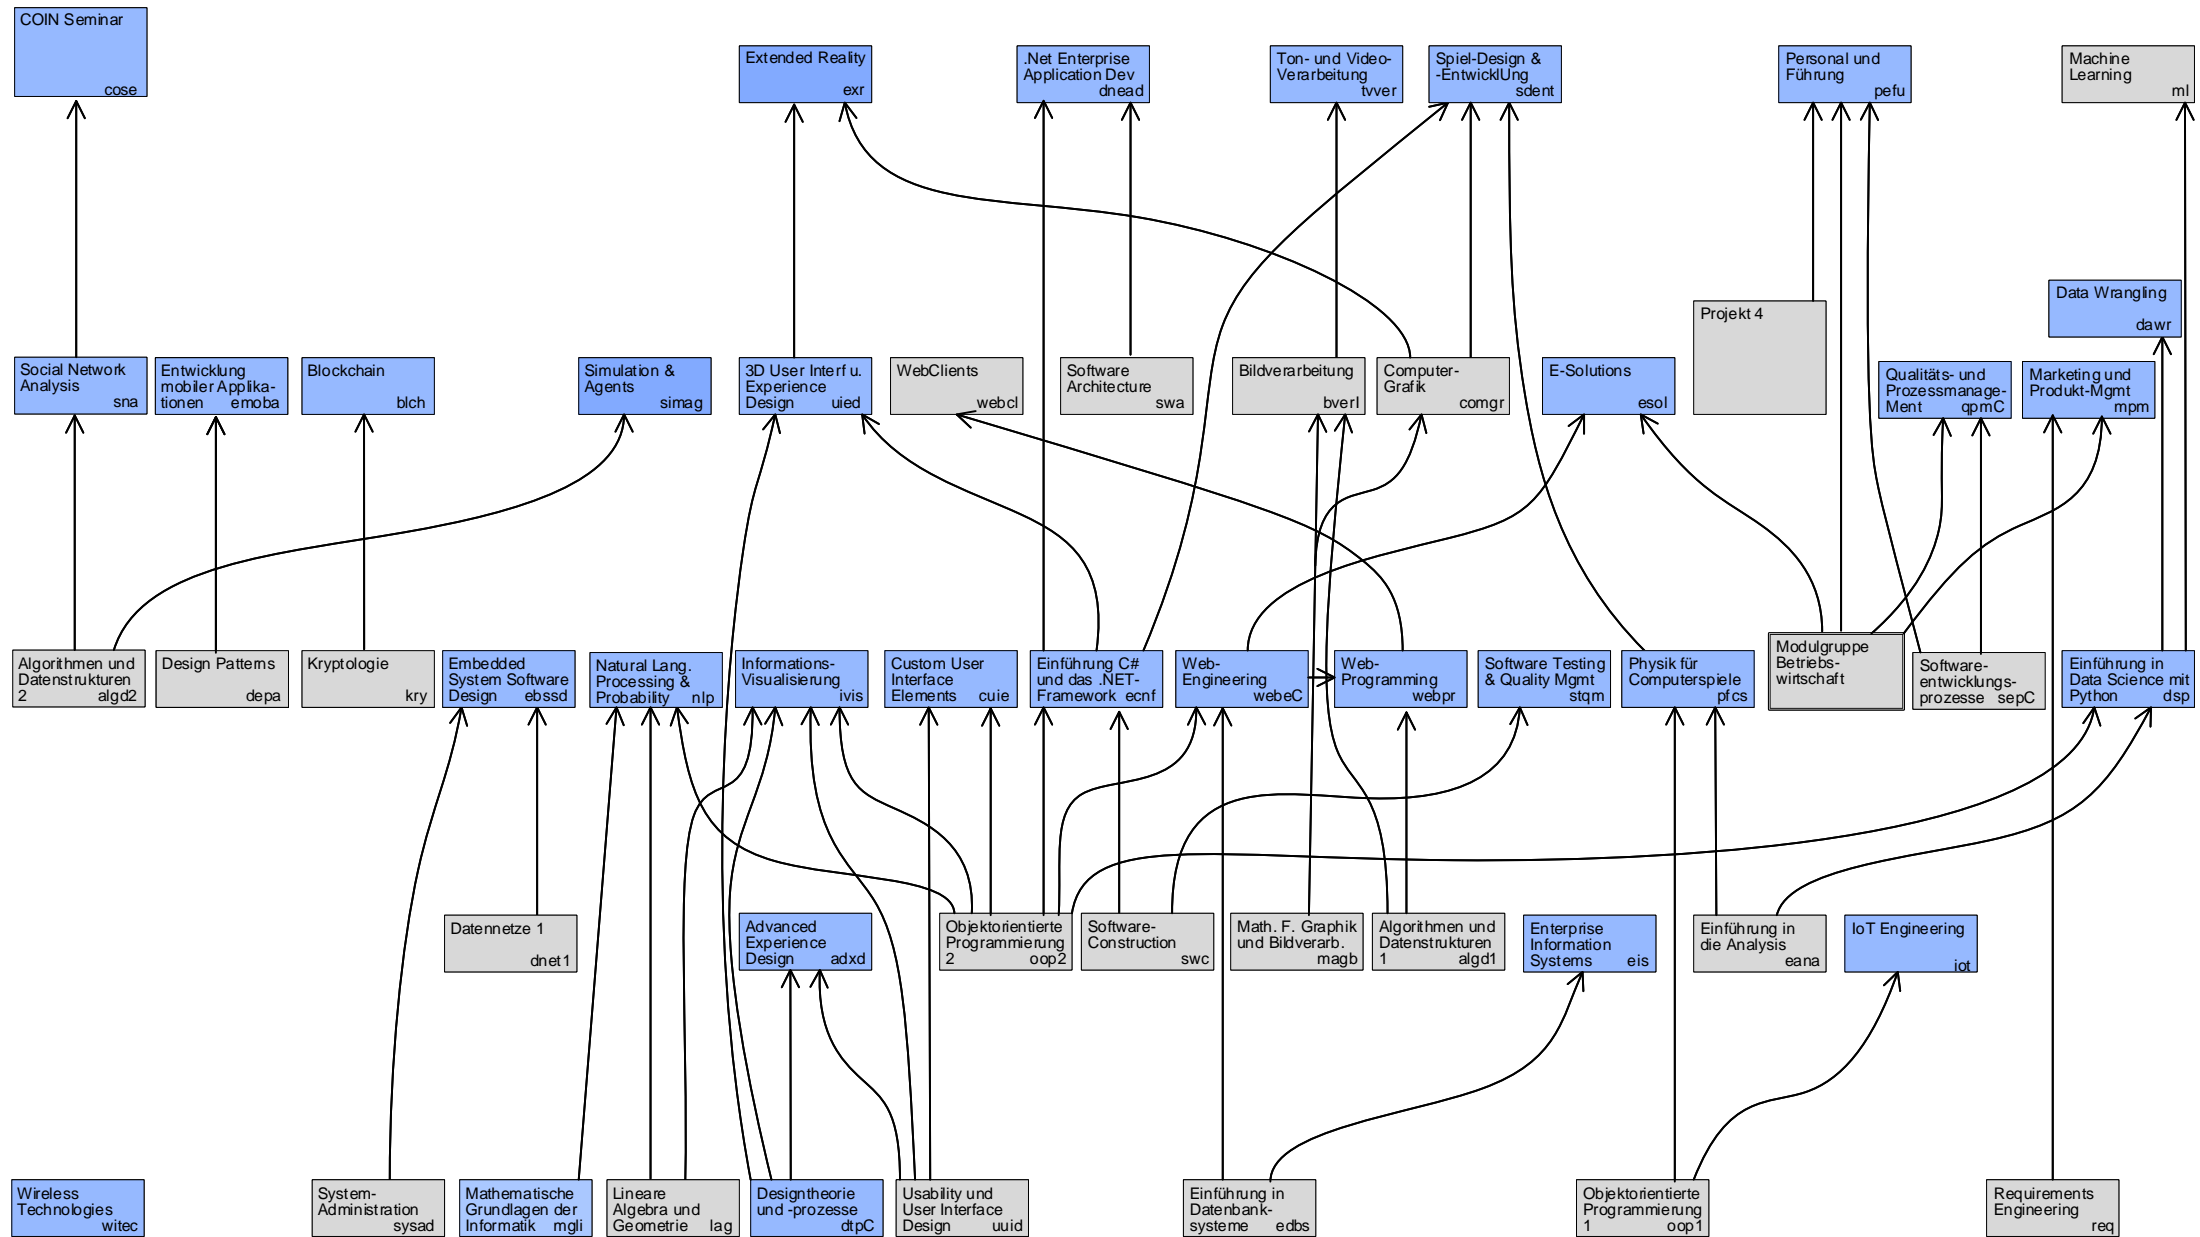 COIN Seminar
cose
Extended Reality
exr
.Net Enterprise
Application Dev
dnead
Ton- und Video-
Verarbeitung
tvver
Spiel-Design &
-EntwicklUng
sdent
Personal und
Führung
pefu
Machine
Learning
ml
Data Wrangling
dawr
Projekt 4
Social Network
Analysis
sna
Entwicklung
mobiler Applika-
tionen emoba
Blockchain
blch
Simulation &
Agents
simag
3D User Interf u.
Experience
Design uied
WebClients
webcl
Software
Architecture
swa
Bildverarbeitung
bverI
Computer-
Grafik
comgr
E-Solutions
esol
Qualitäts- und
Prozessmanage-
Ment qpmC
Marketing und
Produkt-Mgmt
mpm
Algorithmen und
Datenstrukturen
2 algd2
Design Patterns
depa
Kryptologie
kry
Embedded
System Software
Design ebssd
Natural Lang.
Processing &
Probability nlp
Informations-
Visualisierung
ivis
Custom User
Interface
Elements cuie
Einführung C#
und das .NET-
Framework ecnf
Web-
Engineering
webeC
Web-
Programming
webpr
Software Testing
& Quality Mgmt
stqm
Physik für
Computerspiele
pfcs
Modulgruppe
Betriebs-
wirtschaft
Software-
entwicklungs-
prozesse sepC
Einführung in
Data Science mit
Python dsp
Datennetze 1
dnet1
Advanced
Experience
Design adxd
Objektorientierte
Programmierung
2 oop2
Software-
Construction
swc
Math. F. Graphik
und Bildverarb.
magb
Algorithmen und
Datenstrukturen
1 algd1
Enterprise
Information
Systems eis
Einführung in
die Analysis
eana
IoT Engineering
iot
Wireless
Technologies
witec
System-
Administration
sysad
Mathematische
Grundlagen der
Informatik mgli
Lineare
Algebra und
Geometrie lag
Designtheorie
und -prozesse
dtpC
Usability und
User Interface
Design uuid
Einführung in
Datenbank-
systeme edbs
Objektorientierte
Programmierung
1 oop1
Requirements
Engineering
req